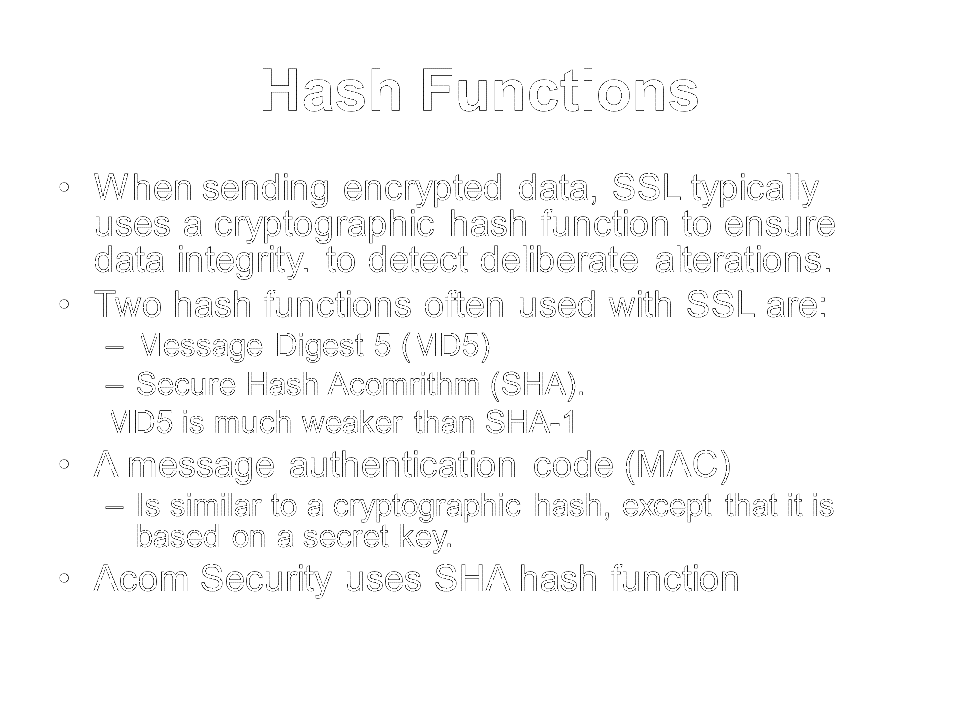 Hash Functions
• When sending encrypted data, SSL typically
uses a cryptographic hash function to ensure
data integrity. to detect deliberate alterations.
• Two hash functions often used with SSL are:
– Message Digest 5 (MD5)
– Secure Hash Acomrithm (SHA).
MD5 is much weaker than SHA-1
• A message authentication code (MAC)
– Is similar to a cryptographic hash, except that it is
based on a secret key.
• Acom Security uses SHA hash function